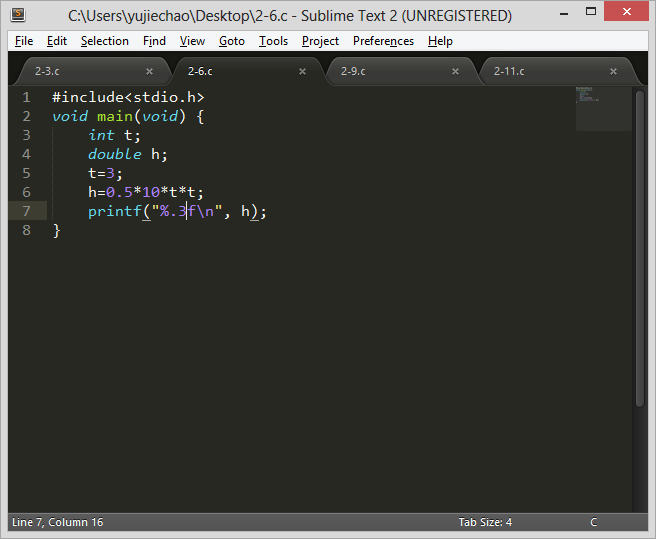 C:\Users\yujiechao\Desktop\2-6.c - Sublime Text 2 (UNREGISTERED)
File Edit Selection Find View Goto Tools Project Preferences Help
2-3.c × 2-6.c × 2-9.c × 2-11.c ×
1 #include<stdio.h>
2 void main(void) {
3 int t;
4 double h;
5 t=3;
6 h=0.5*10*t*t;
7 printf("%.3f\n", h);
8 }
Line 7, Column 16 Tab Size: 4 C